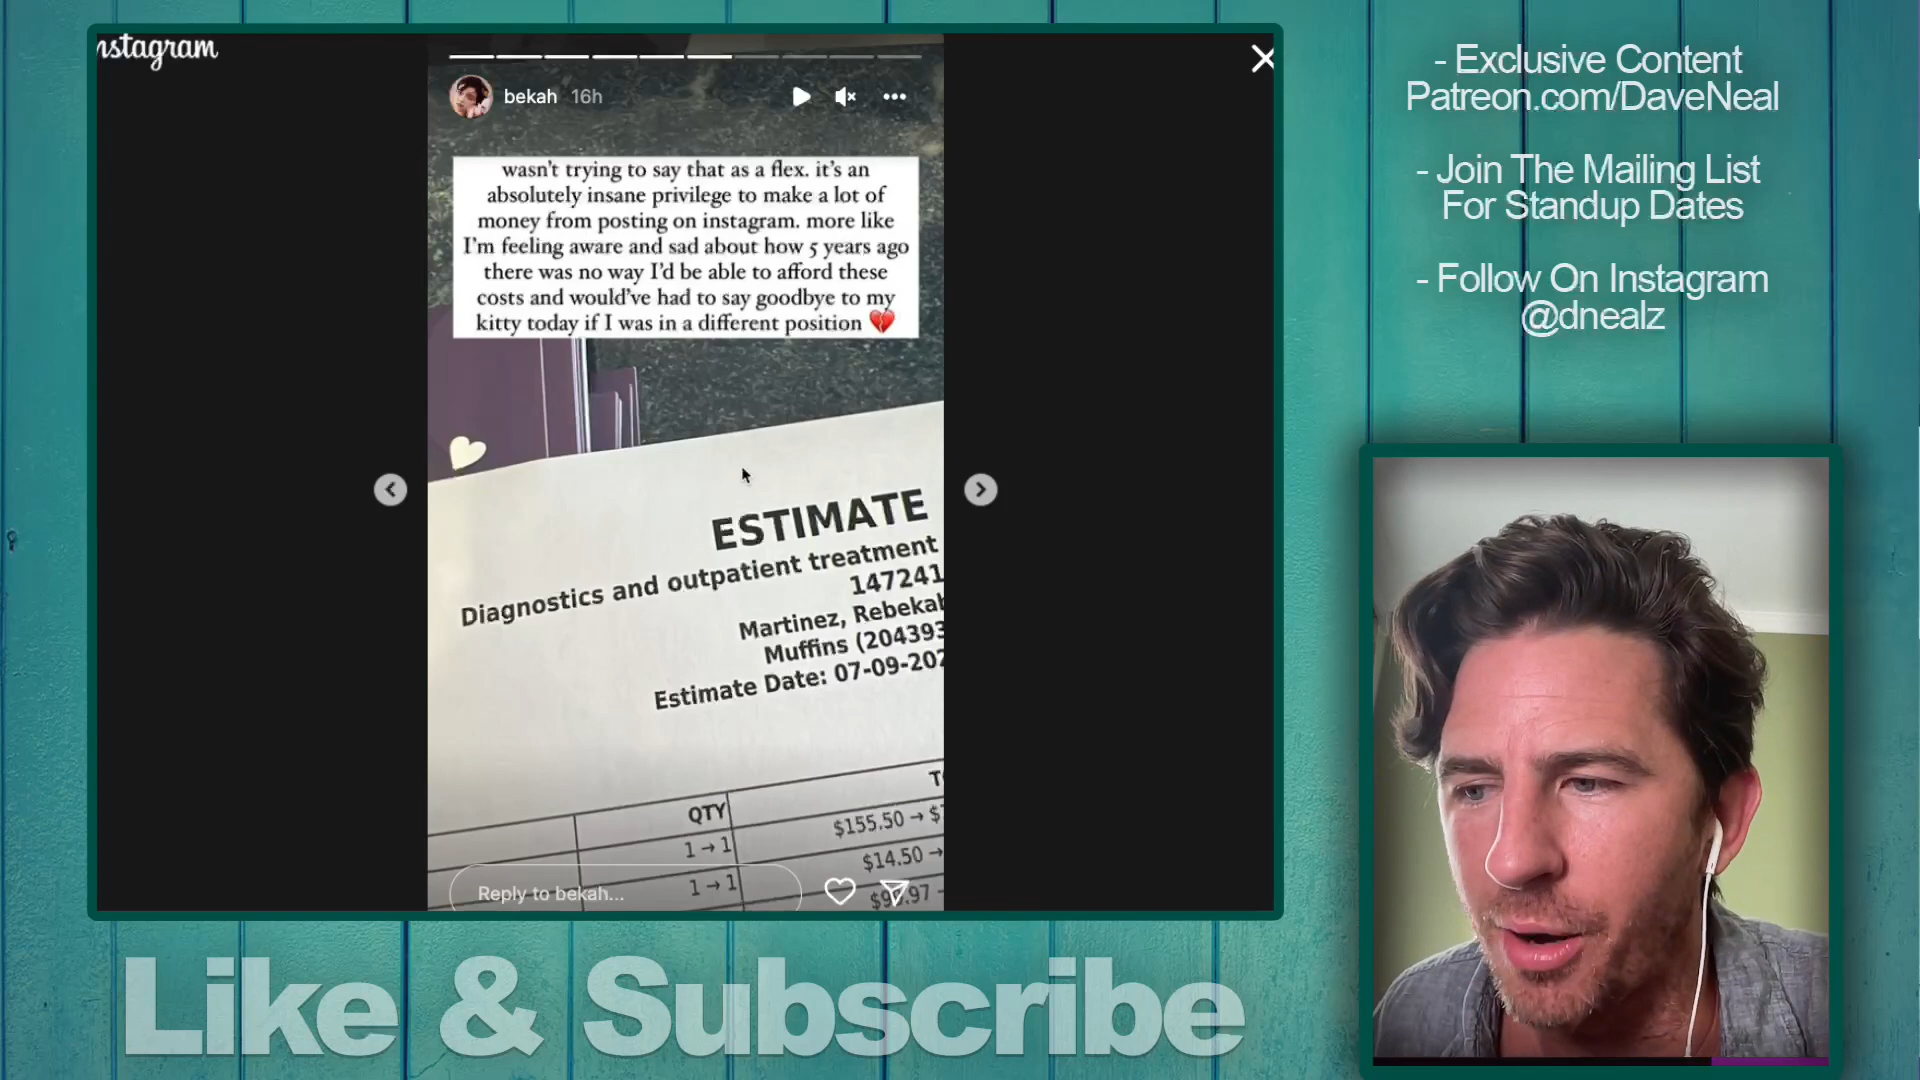 nstagram
bekah 16h
wasn't trying to say that as a flex. it's an
absolutely insane privilege to make a lot of
money from posting on instagram. more like
I'm feeling aware and sad about how 5 years ago
there was no way I'd be able to afford these
costs and would've had to say goodbye to my
kitty today if I was in a different position 💔
ESTIMATE
Diagnostics and outpatient treatment
147241
Martinez, Rebekah
Muffins (204393
Estimate Date: 07-09-202
QTY
1→1 $155.50 → $
1→1 $14.50 →
Reply to bekah...
- Exclusive Content
Patreon.com/DaveNeal
- Join The Mailing List
For Standup Dates
- Follow On Instagram
@dnealz
Like & Subscribe